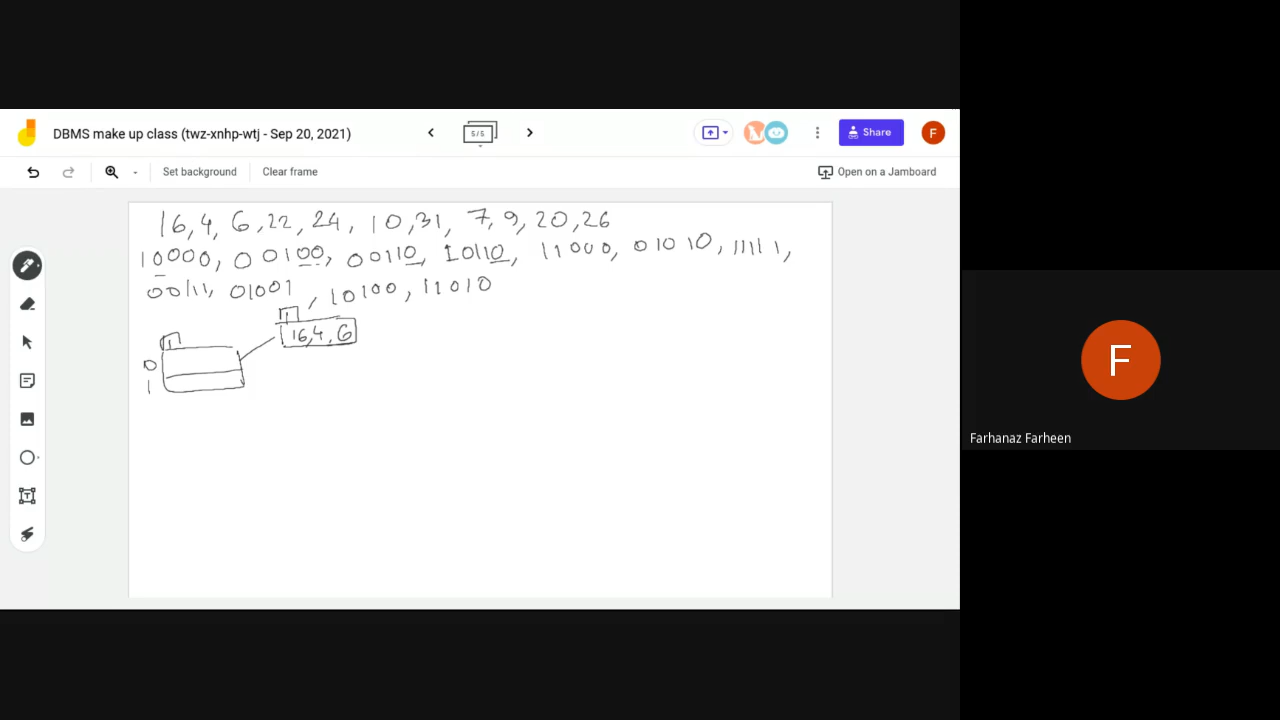 DBMS make up class (twz-xnhp-wtj - Sep 20, 2021)
5/5
Share
F
Set background
Clear frame
Open on a Jamboard
16, 4, 6, 22, 24, 10, 31, 7, 9, 20, 26
10000, 00100, 00110, 10110, 11000, 01010, 11111,
00111, 01001, 10100, 11010
1
16, 4, 6
1
0
1
F
Farhanaz Farheen